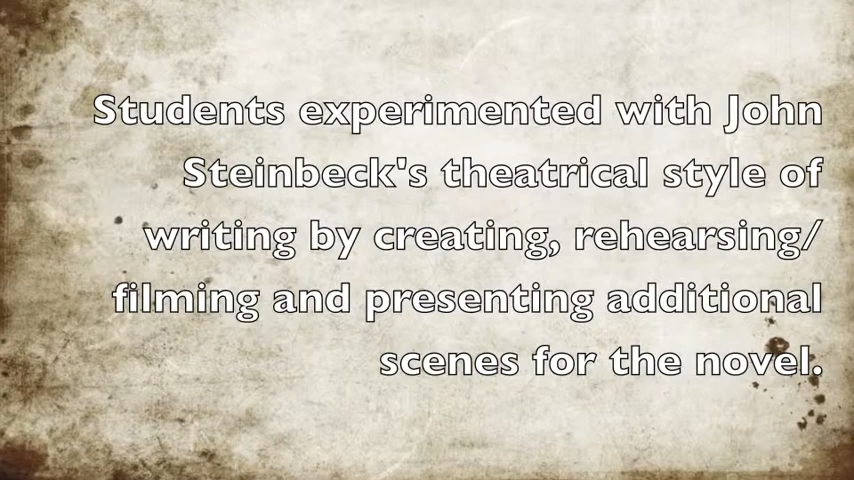 Students experimented with John
Steinbeck's theatrical style of
writing by creating, rehearsing/
filming and presenting additional
scenes for the novel.